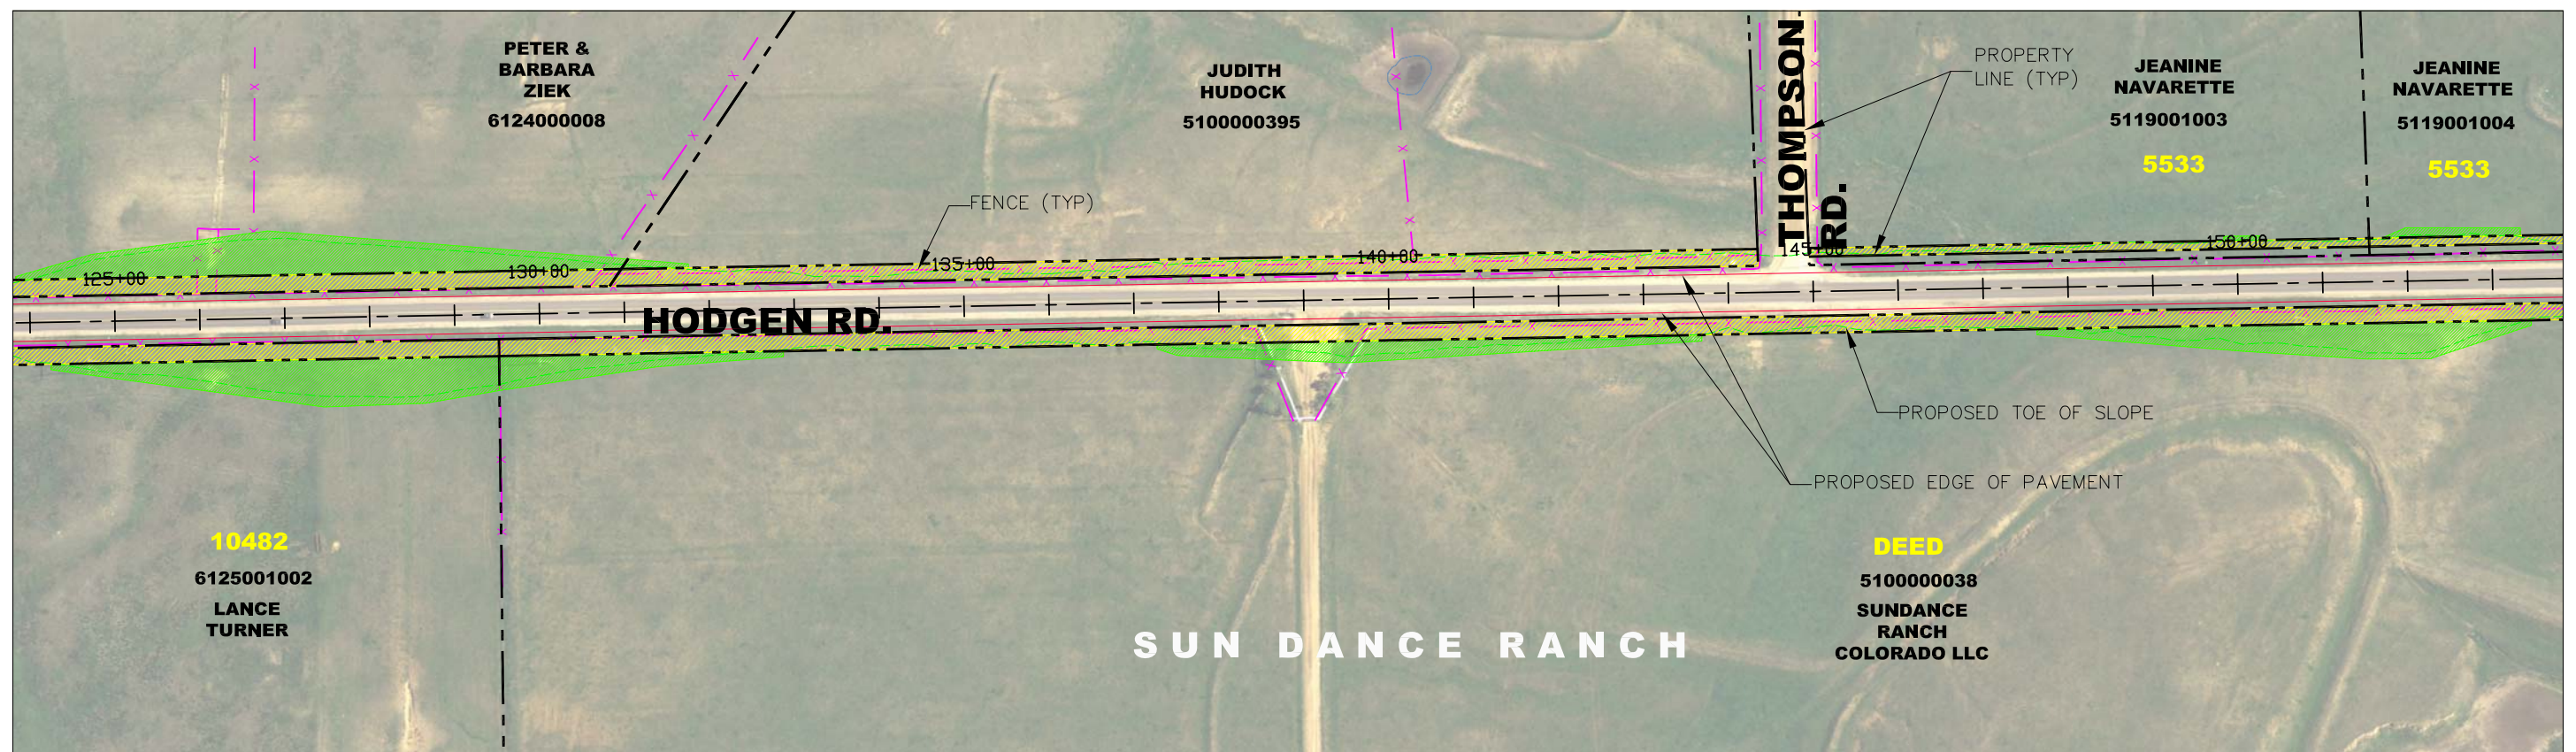 PETER &
BARBARA
ZIEK
6124000008
JUDITH
HUDOCK
5100000395
THOMPSON
RD.
PROPERTY
LINE (TYP)
JEANINE
NAVARETTE
5119001003
5533
JEANINE
NAVARETTE
5119001004
5533
FENCE (TYP)
125+00
130+00
135+00
140+00
145+00
150+00
HODGEN RD.
PROPOSED TOE OF SLOPE
PROPOSED EDGE OF PAVEMENT
10482
6125001002
LANCE
TURNER
SUN DANCE RANCH
DEED
5100000038
SUNDANCE
RANCH
COLORADO LLC